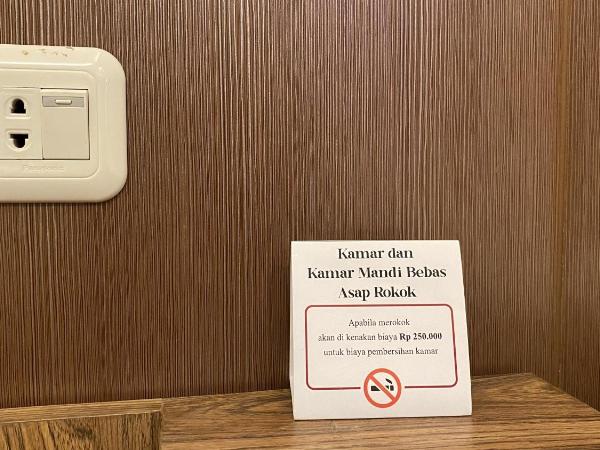 Panasonic
Kamar dan
Kamar Mandi Bebas
Asap Rokok
Apabila merokok
akan di kenakan biaya Rp 250.000
untuk biaya pembersihan kamar